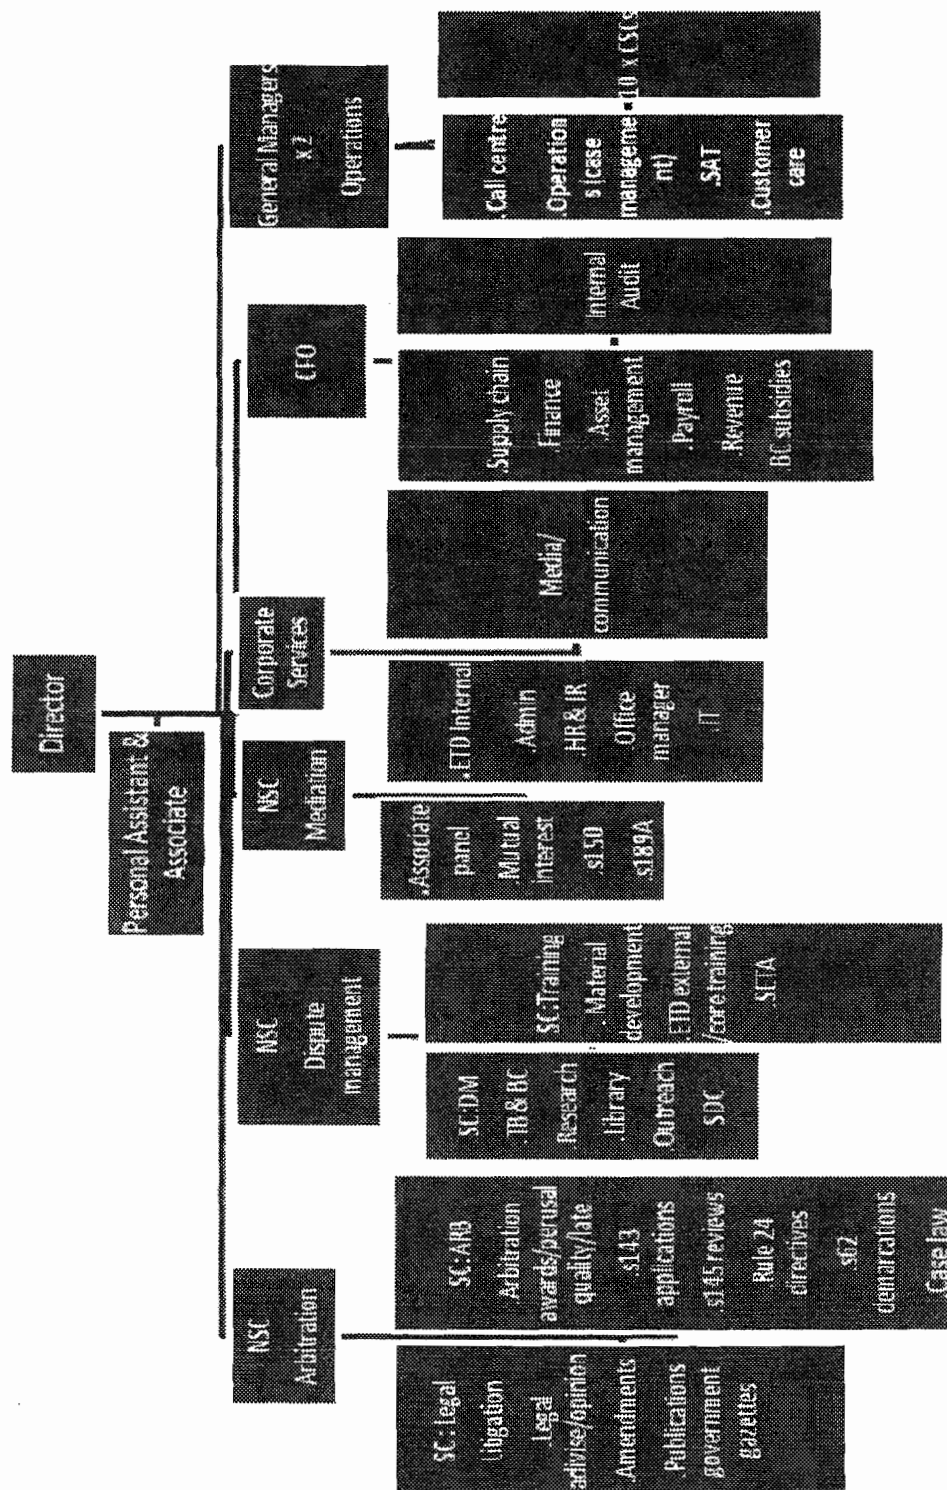 Director
Personal Assistant &
Associate
NSC
Arbitration
NSC
Dispute
management
NSC
Mediation
Corporate
Services
CFO
General Managers
x2
Operations
SC: Legal
Litigation
.Legal
advise/opinion
.Amendments
.Publications
government
gazettes
SC:ARB
Arbitration
awards/perusal
quality/late
.s143
applications
.s145 reviews
Rule 24
directives
.s62
demarcations
Case law
SC:DM
.TB & BC
Research
.Library
.Outreach
SDC
SC:Training
.Material
development
.ETD external
/core training
.SETA
.Associate
panel
.Mutual
interest
.s150
.s189A
.ETD Internal
.Admin
.HR & IR
.Office
manager
.IT
Media/
communication
.Supply chain
.Finance
.Asset
management
.Payroll
.Revenue
BC subsidies
Internal
Audit
.Call centre
.Operation
s (case
manageme
nt)
.SAT
.Customer
care
10 x CSCs